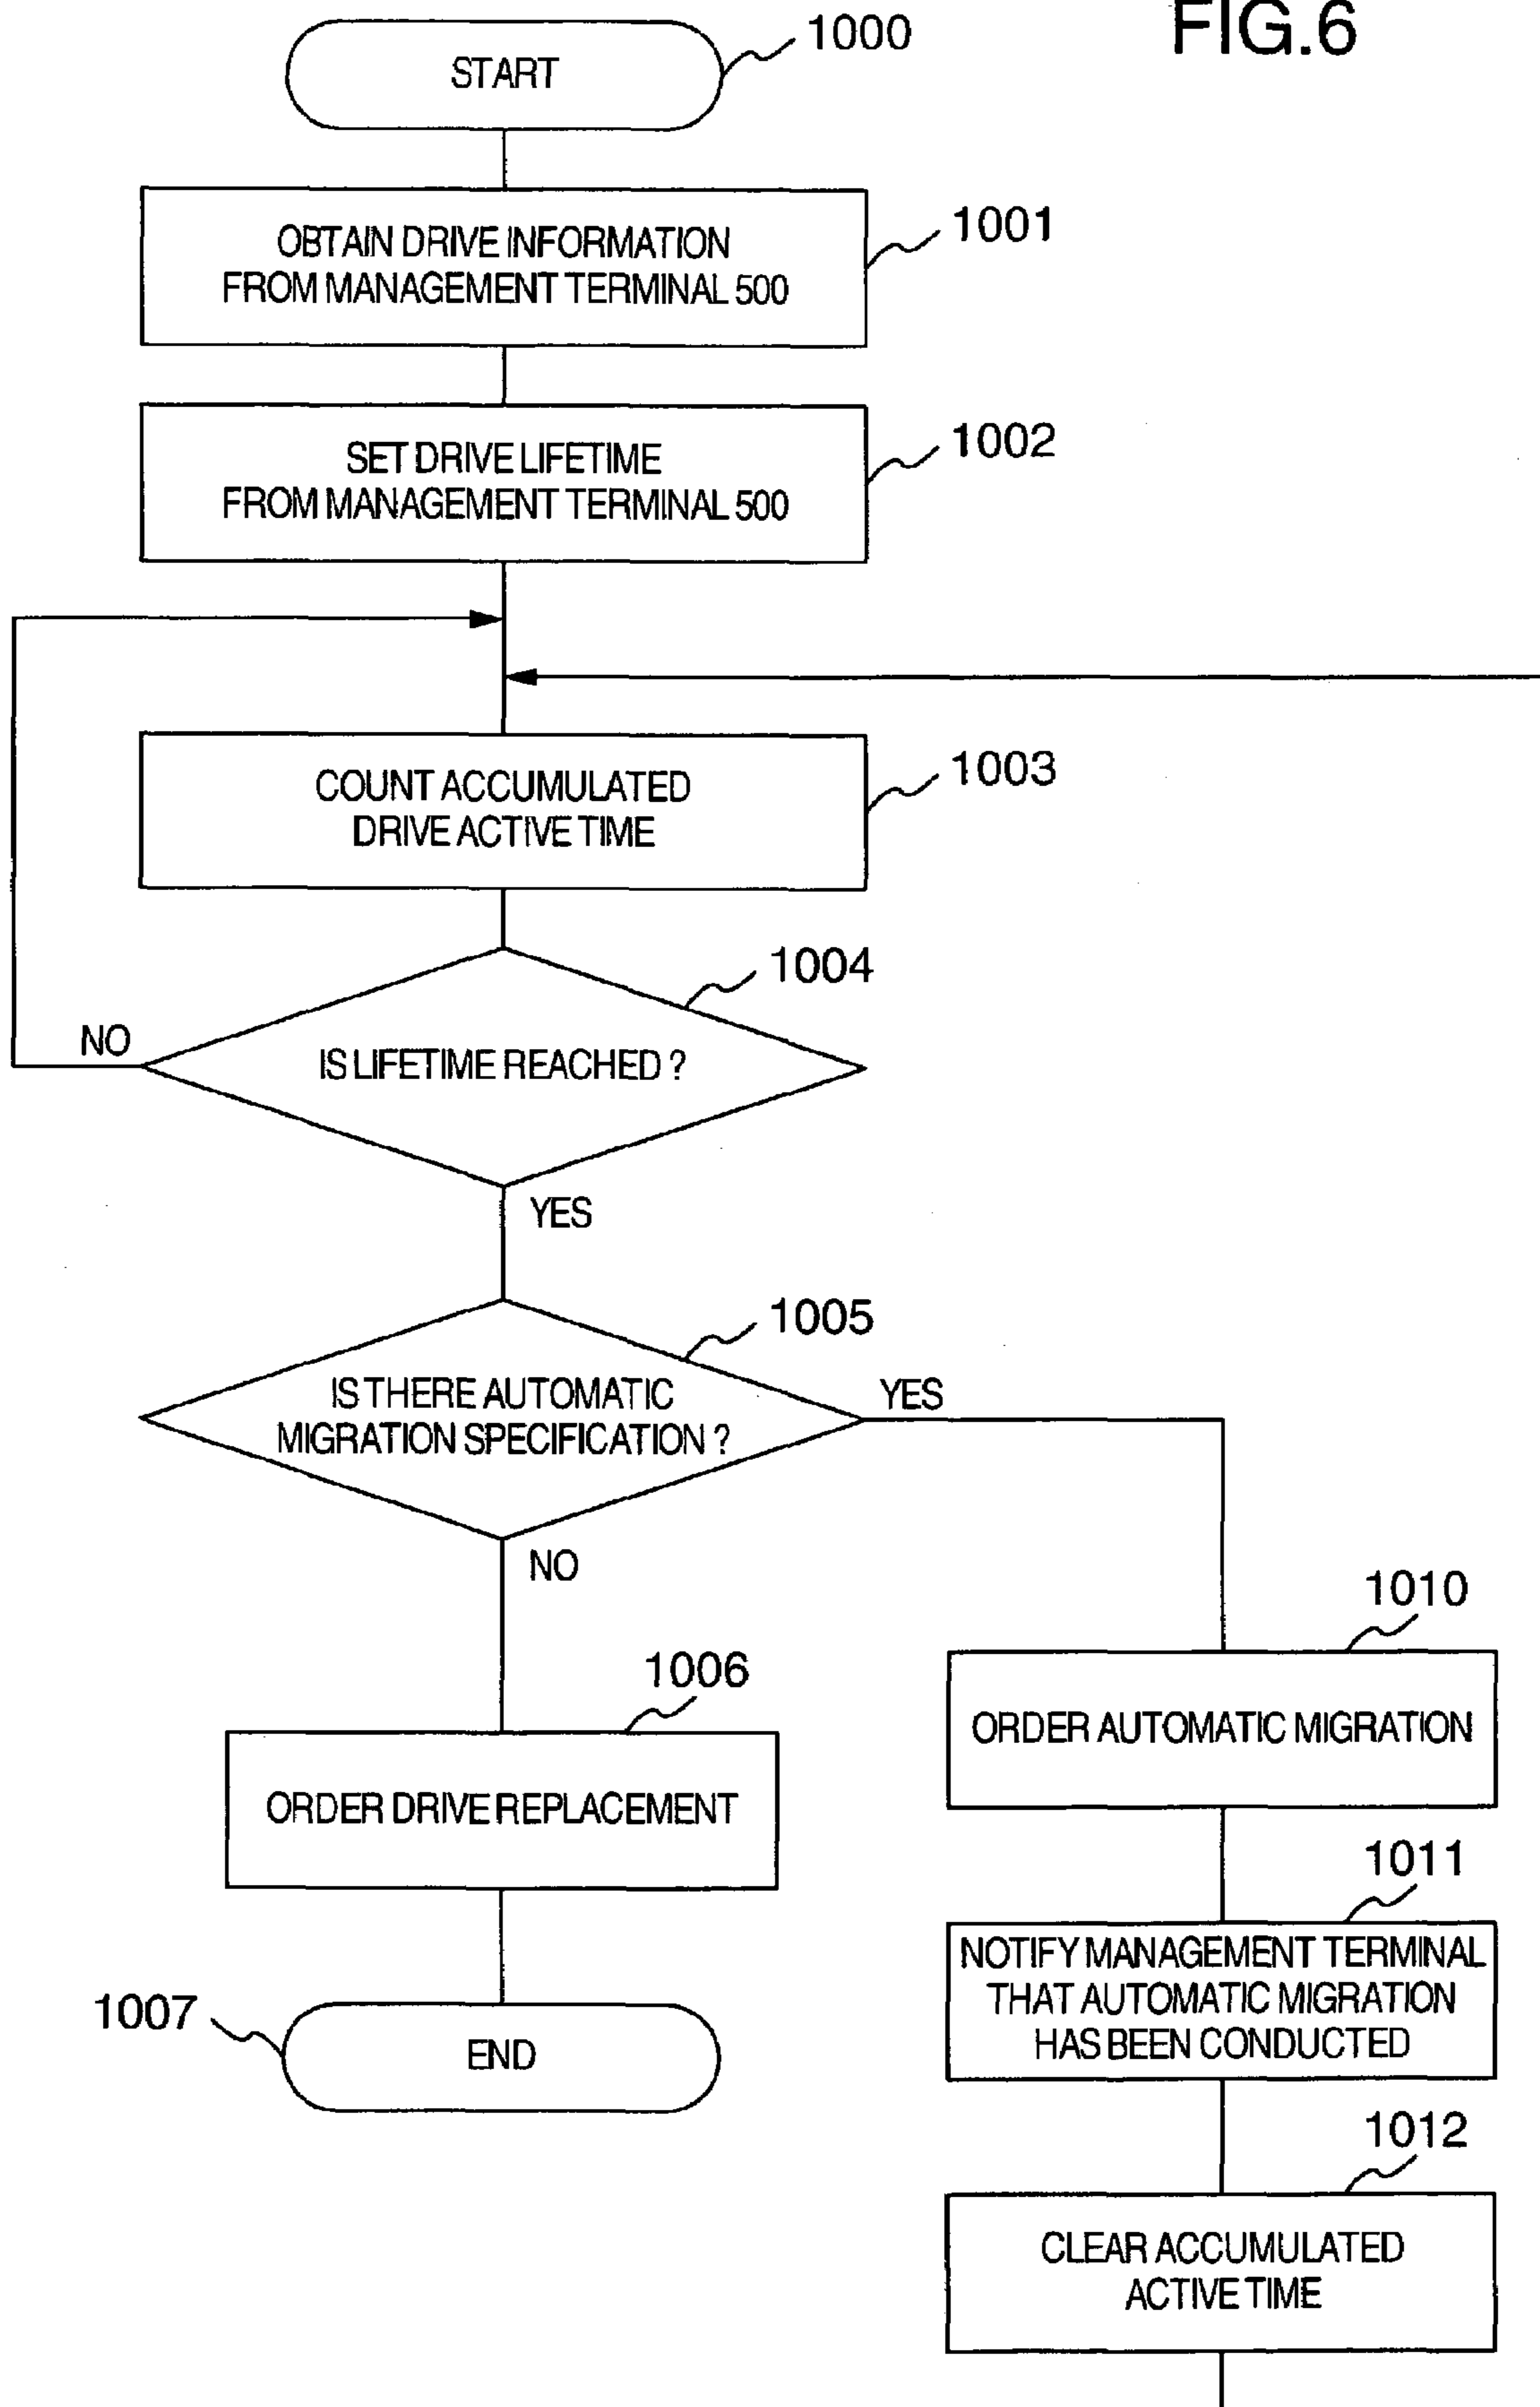 FIG.6
START
1000
OBTAIN DRIVE INFORMATION
FROM MANAGEMENT TERMINAL 500
1001
SET DRIVE LIFETIME
FROM MANAGEMENT TERMINAL 500
1002
COUNT ACCUMULATED
DRIVE ACTIVE TIME
1003
1004
NO
IS LIFETIME REACHED ?
YES
1005
IS THERE AUTOMATIC
MIGRATION SPECIFICATION ?
YES
NO
1006
ORDER DRIVE REPLACEMENT
1007
END
1010
ORDER AUTOMATIC MIGRATION
1011
NOTIFY MANAGEMENT TERMINAL
THAT AUTOMATIC MIGRATION
HAS BEEN CONDUCTED
1012
CLEAR ACCUMULATED
ACTIVE TIME